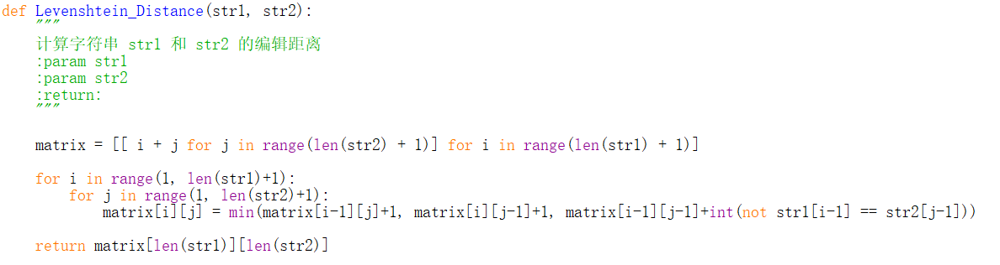 def Levenshtein_Distance(str1, str2):
    """
    计算字符串 str1 和 str2 的编辑距离
    :param str1
    :param str2
    :return:
    """
    matrix = [[ i + j for j in range(len(str2) + 1)] for i in range(len(str1) + 1)]
    for i in range(1, len(str1)+1):
        for j in range(1, len(str2)+1):
            matrix[i][j] = min(matrix[i-1][j]+1, matrix[i][j-1]+1, matrix[i-1][j-1]+int(not str1[i-1] == str2[j-1]))
    return matrix[len(str1)][len(str2)]